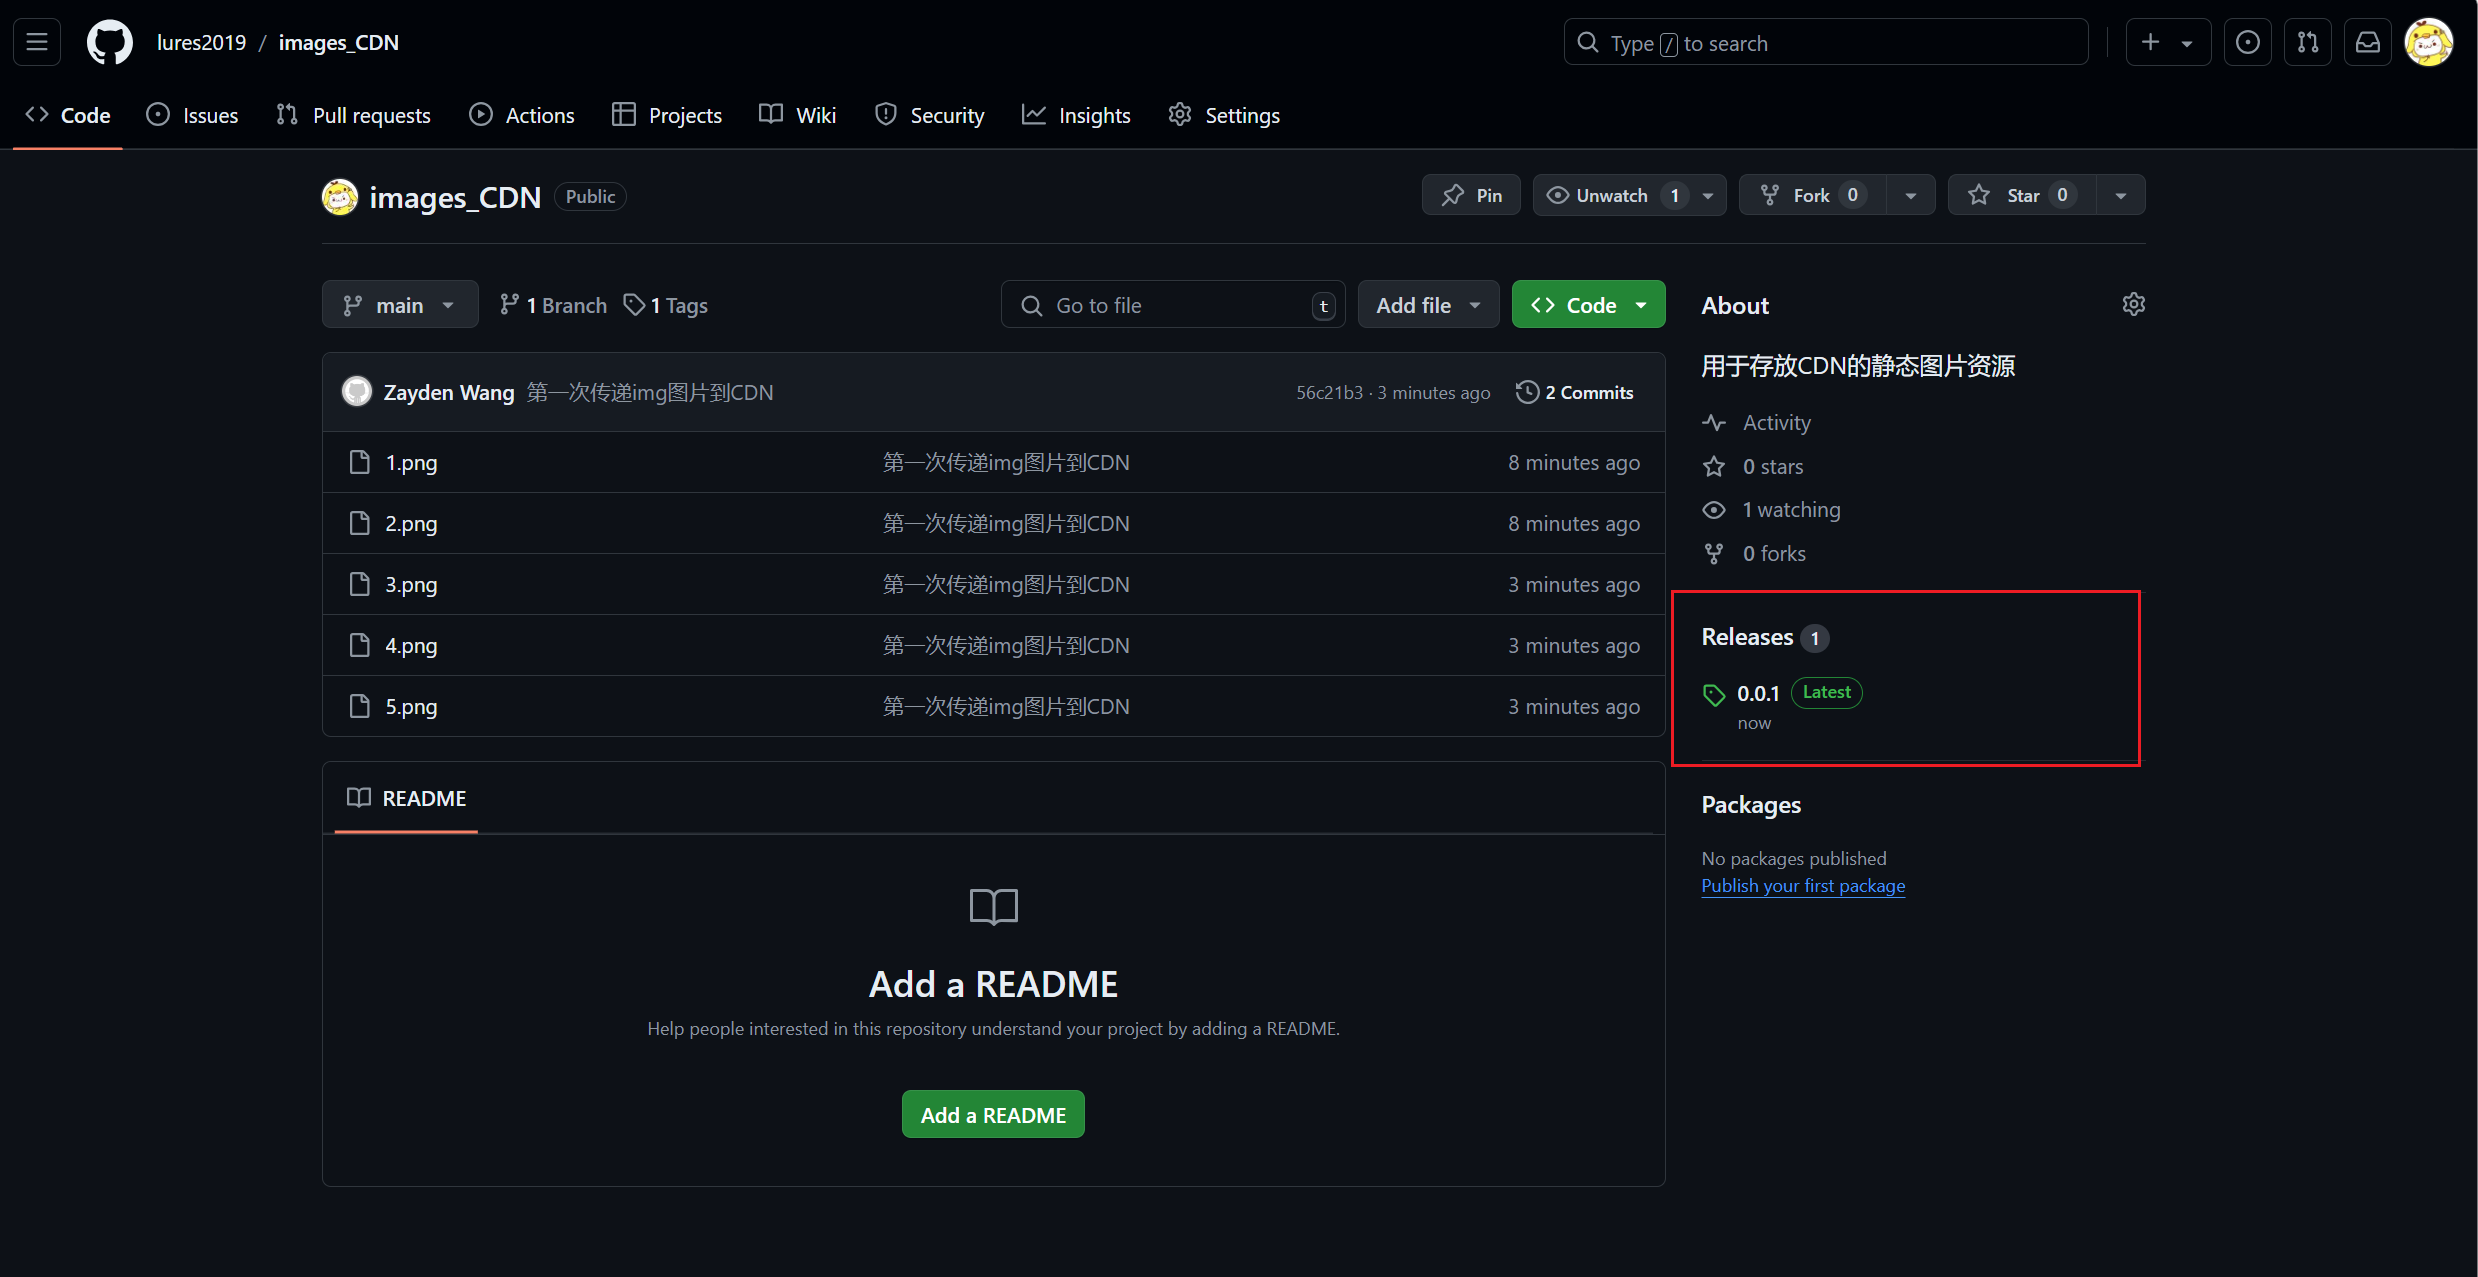 lures2019 / images_CDN
Type / to search
Code Issues Pull requests Actions Projects Wiki Security Insights Settings
images_CDN Public
Pin Unwatch 1 Fork 0 Star 0
main 1 Branch 1 Tags Go to file t Add file Code
Zayden Wang 第一次传递img图片到CDN 56c21b3 · 3 minutes ago 2 Commits
1.png 第一次传递img图片到CDN 8 minutes ago
2.png 第一次传递img图片到CDN 8 minutes ago
3.png 第一次传递img图片到CDN 3 minutes ago
4.png 第一次传递img图片到CDN 3 minutes ago
5.png 第一次传递img图片到CDN 3 minutes ago
README
Add a README
Help people interested in this repository understand your project by adding a README.
Add a README
About
用于存放CDN的静态图片资源
Activity
0 stars
1 watching
0 forks
Releases 1
0.0.1 Latest
now
Packages
No packages published
Publish your first package